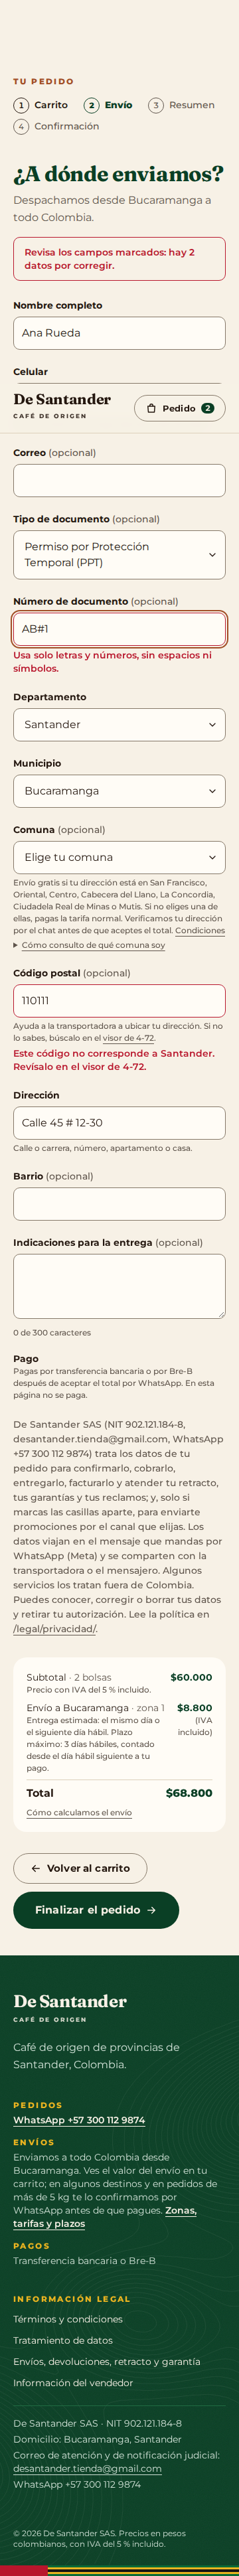 TU PEDIDO
1 Carrito 2 Envío 3 Resumen
4 Confirmación
¿A dónde enviamos?
Despachamos desde Bucaramanga a
todo Colombia.
Revisa los campos marcados: hay 2
datos por corregir.
Nombre completo
Ana Rueda
Celular
De Santander
CAFÉ DE ORIGEN
Pedido 2
Correo (opcional)
Tipo de documento (opcional)
Permiso por Protección
Temporal (PPT)
Número de documento (opcional)
AB#1
Usa solo letras y números, sin espacios ni
símbolos.
Departamento
Santander
Municipio
Bucaramanga
Comuna (opcional)
Elige tu comuna
Envío gratis si tu dirección está en San Francisco,
Oriental, Centro, Cabecera del Llano, La Concordia,
Ciudadela Real de Minas o Mutis. Si no eliges una de
ellas, pagas la tarifa normal. Verificamos tu dirección
por el chat antes de que aceptes el total. Condiciones
▶ Cómo consulto de qué comuna soy
Código postal (opcional)
110111
Ayuda a la transportadora a ubicar tu dirección. Si no
lo sabes, búscalo en el visor de 4-72.
Este código no corresponde a Santander.
Revísalo en el visor de 4-72.
Dirección
Calle 45 # 12-30
Calle o carrera, número, apartamento o casa.
Barrio (opcional)
Indicaciones para la entrega (opcional)
0 de 300 caracteres
Pago
Pagas por transferencia bancaria o por Bre-B
después de aceptar el total por WhatsApp. En esta
página no se paga.
De Santander SAS (NIT 902.121.184-8,
desantander.tienda@gmail.com, WhatsApp
+57 300 112 9874) trata los datos de tu
pedido para confirmarlo, cobrarlo,
entregarlo, facturarlo y atender tu retracto,
tus garantías y tus reclamos; y, solo si
marcas las casillas aparte, para enviarte
promociones por el canal que elijas. Los
datos viajan en el mensaje que mandas por
WhatsApp (Meta) y se comparten con la
transportadora o el mensajero. Algunos
servicios los tratan fuera de Colombia.
Puedes conocer, corregir o borrar tus datos
y retirar tu autorización. Lee la política en
/legal/privacidad/.
Subtotal · 2 bolsas $60.000
Precio con IVA del 5 % incluido.
Envío a Bucaramanga · zona 1 $8.800
Entrega estimada: el mismo día o (IVA
el siguiente día hábil. Plazo incluido)
máximo: 3 días hábiles, contado
desde el día hábil siguiente a tu
pago.
Total $68.800
Cómo calculamos el envío
← Volver al carrito
Finalizar el pedido →
De Santander
CAFÉ DE ORIGEN
Café de origen de provincias de
Santander, Colombia.
PEDIDOS
WhatsApp +57 300 112 9874
ENVÍOS
Enviamos a todo Colombia desde
Bucaramanga. Ves el valor del envío en tu
carrito; en algunos destinos y en pedidos de
más de 5 kg te lo confirmamos por
WhatsApp antes de que pagues. Zonas,
tarifas y plazos
PAGOS
Transferencia bancaria o Bre-B
INFORMACIÓN LEGAL
Términos y condiciones
Tratamiento de datos
Envíos, devoluciones, retracto y garantía
Información del vendedor
De Santander SAS · NIT 902.121.184-8
Domicilio: Bucaramanga, Santander
Correo de atención y de notificación judicial:
desantander.tienda@gmail.com
WhatsApp +57 300 112 9874
© 2026 De Santander SAS. Precios en pesos
colombianos, con IVA del 5 % incluido.